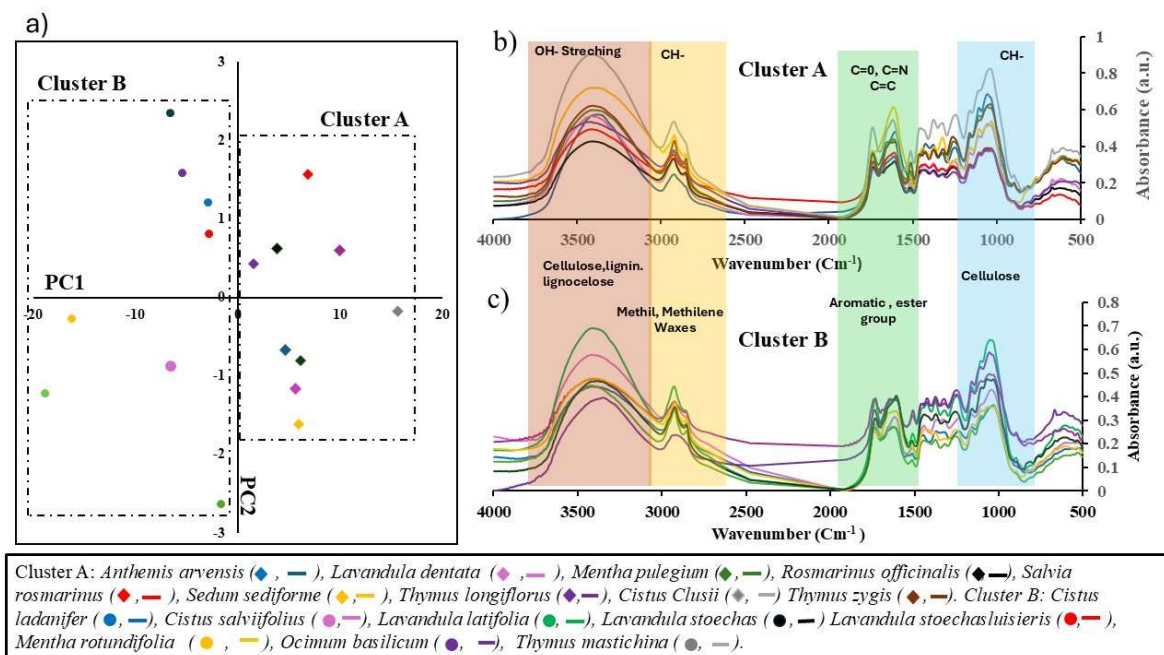 a)
Cluster B
Cluster A
PC1
PC2
3
2
1
0
-1
-2
-3
-20
-10
0
10
20
b)
OH- Streching
CH-
Cluster A
C=0, C=N
C=C
CH-
1
0.8
0.6
0.4
0.2
0
Absorbance (a.u.)
4000
3500
3000
2500
2000
1500
1000
500
Wavenumber (Cm-1)
c)
Cellulose,lignin.
lignocelose
Methil, Methilene
Waxes
Cluster B
Aromatic , ester
group
Cellulose
0.8
0.7
0.6
0.5
0.4
0.3
0.2
0.1
0
Absorbance (a.u.)
4000
3500
3000
2500
2000
1500
1000
500
Wavenumber (Cm-1)
Cluster A: Anthemis arvensis ( , ), Lavandula dentata ( , ), Mentha pulegium ( , ), Rosmarinus officinalis ( , ), Salvia
rosmarinus ( , ), Sedum sediforme ( , ), Thymus longiflorus ( , ), Cistus Clusii ( , ) Thymus zygis ( , ). Cluster B: Cistus
ladanifer ( , ), Cistus salviifolius ( , ), Lavandula latifolia ( , ), Lavandula stoechas ( , ) Lavandula stoechasluisieris ( , ),
Mentha rotundifolia ( , ), Ocimum basilicum ( , ), Thymus mastichina ( , ).